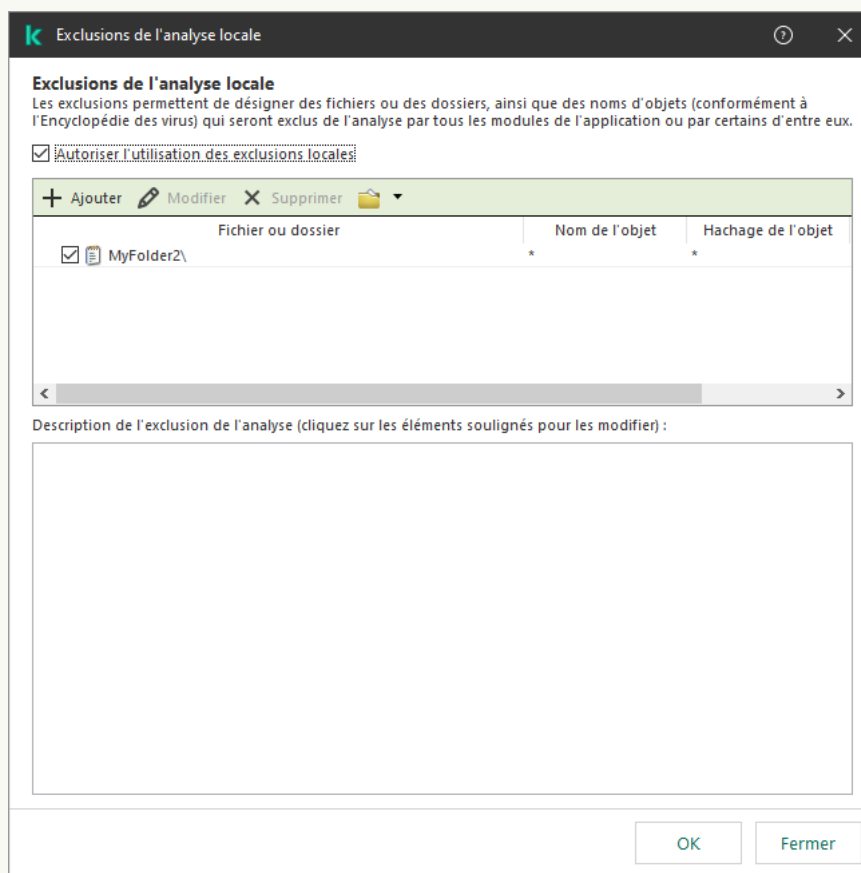 Exclusions de l'analyse locale
Exclusions de l'analyse locale
Les exclusions permettent de désigner des fichiers ou des dossiers, ainsi que des noms d'objets (conformément à
l'Encyclopédie des virus) qui seront exclus de l'analyse par tous les modules de l'application ou par certains d'entre eux.
Autoriser l'utilisation des exclusions locales
Ajouter Modifier Supprimer
Fichier ou dossier Nom de l'objet Hachage de l'objet
MyFolder2\ * *
Description de l'exclusion de l'analyse (cliquez sur les éléments soulignés pour les modifier) :
OK Fermer